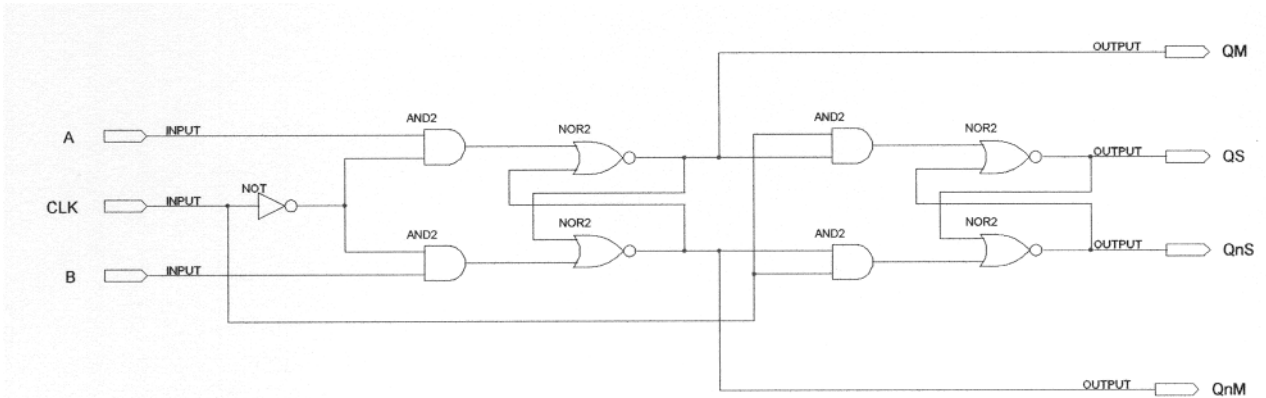 OUTPUT QM
A INPUT AND2 NOR2 AND2 NOR2 OUTPUT QS
CLK INPUT NOT
B INPUT AND2 NOR2 AND2 NOR2 OUTPUT QnS
OUTPUT QnM